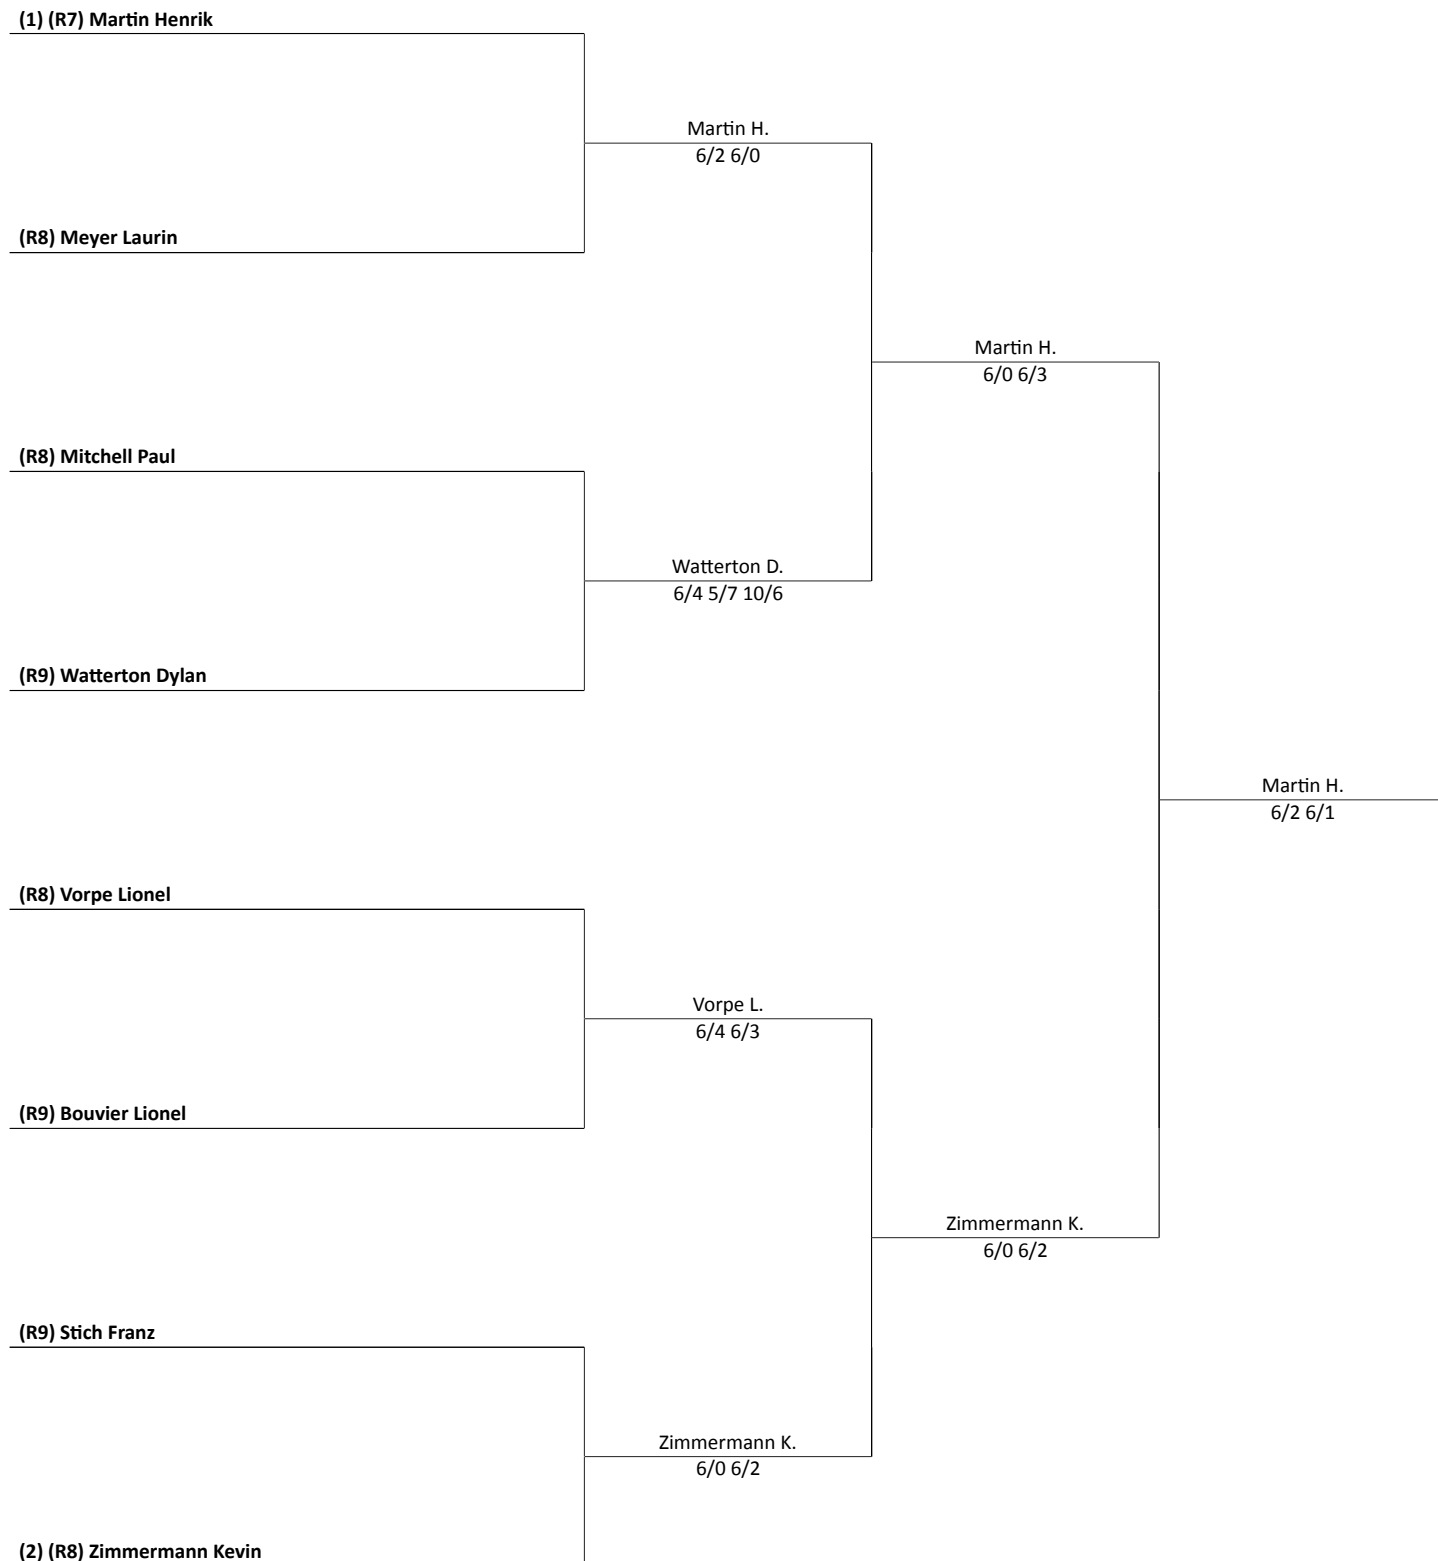 (1) (R7) Martin Henrik
Martin H.
6/2 6/0
(R8) Meyer Laurin
Martin H.
6/0 6/3
(R8) Mitchell Paul
Watterton D.
6/4 5/7 10/6
(R9) Watterton Dylan
Martin H.
6/2 6/1
(R8) Vorpe Lionel
Vorpe L.
6/4 6/3
(R9) Bouvier Lionel
Zimmermann K.
6/0 6/2
(R9) Stich Franz
Zimmermann K.
6/0 6/2
(2) (R8) Zimmermann Kevin